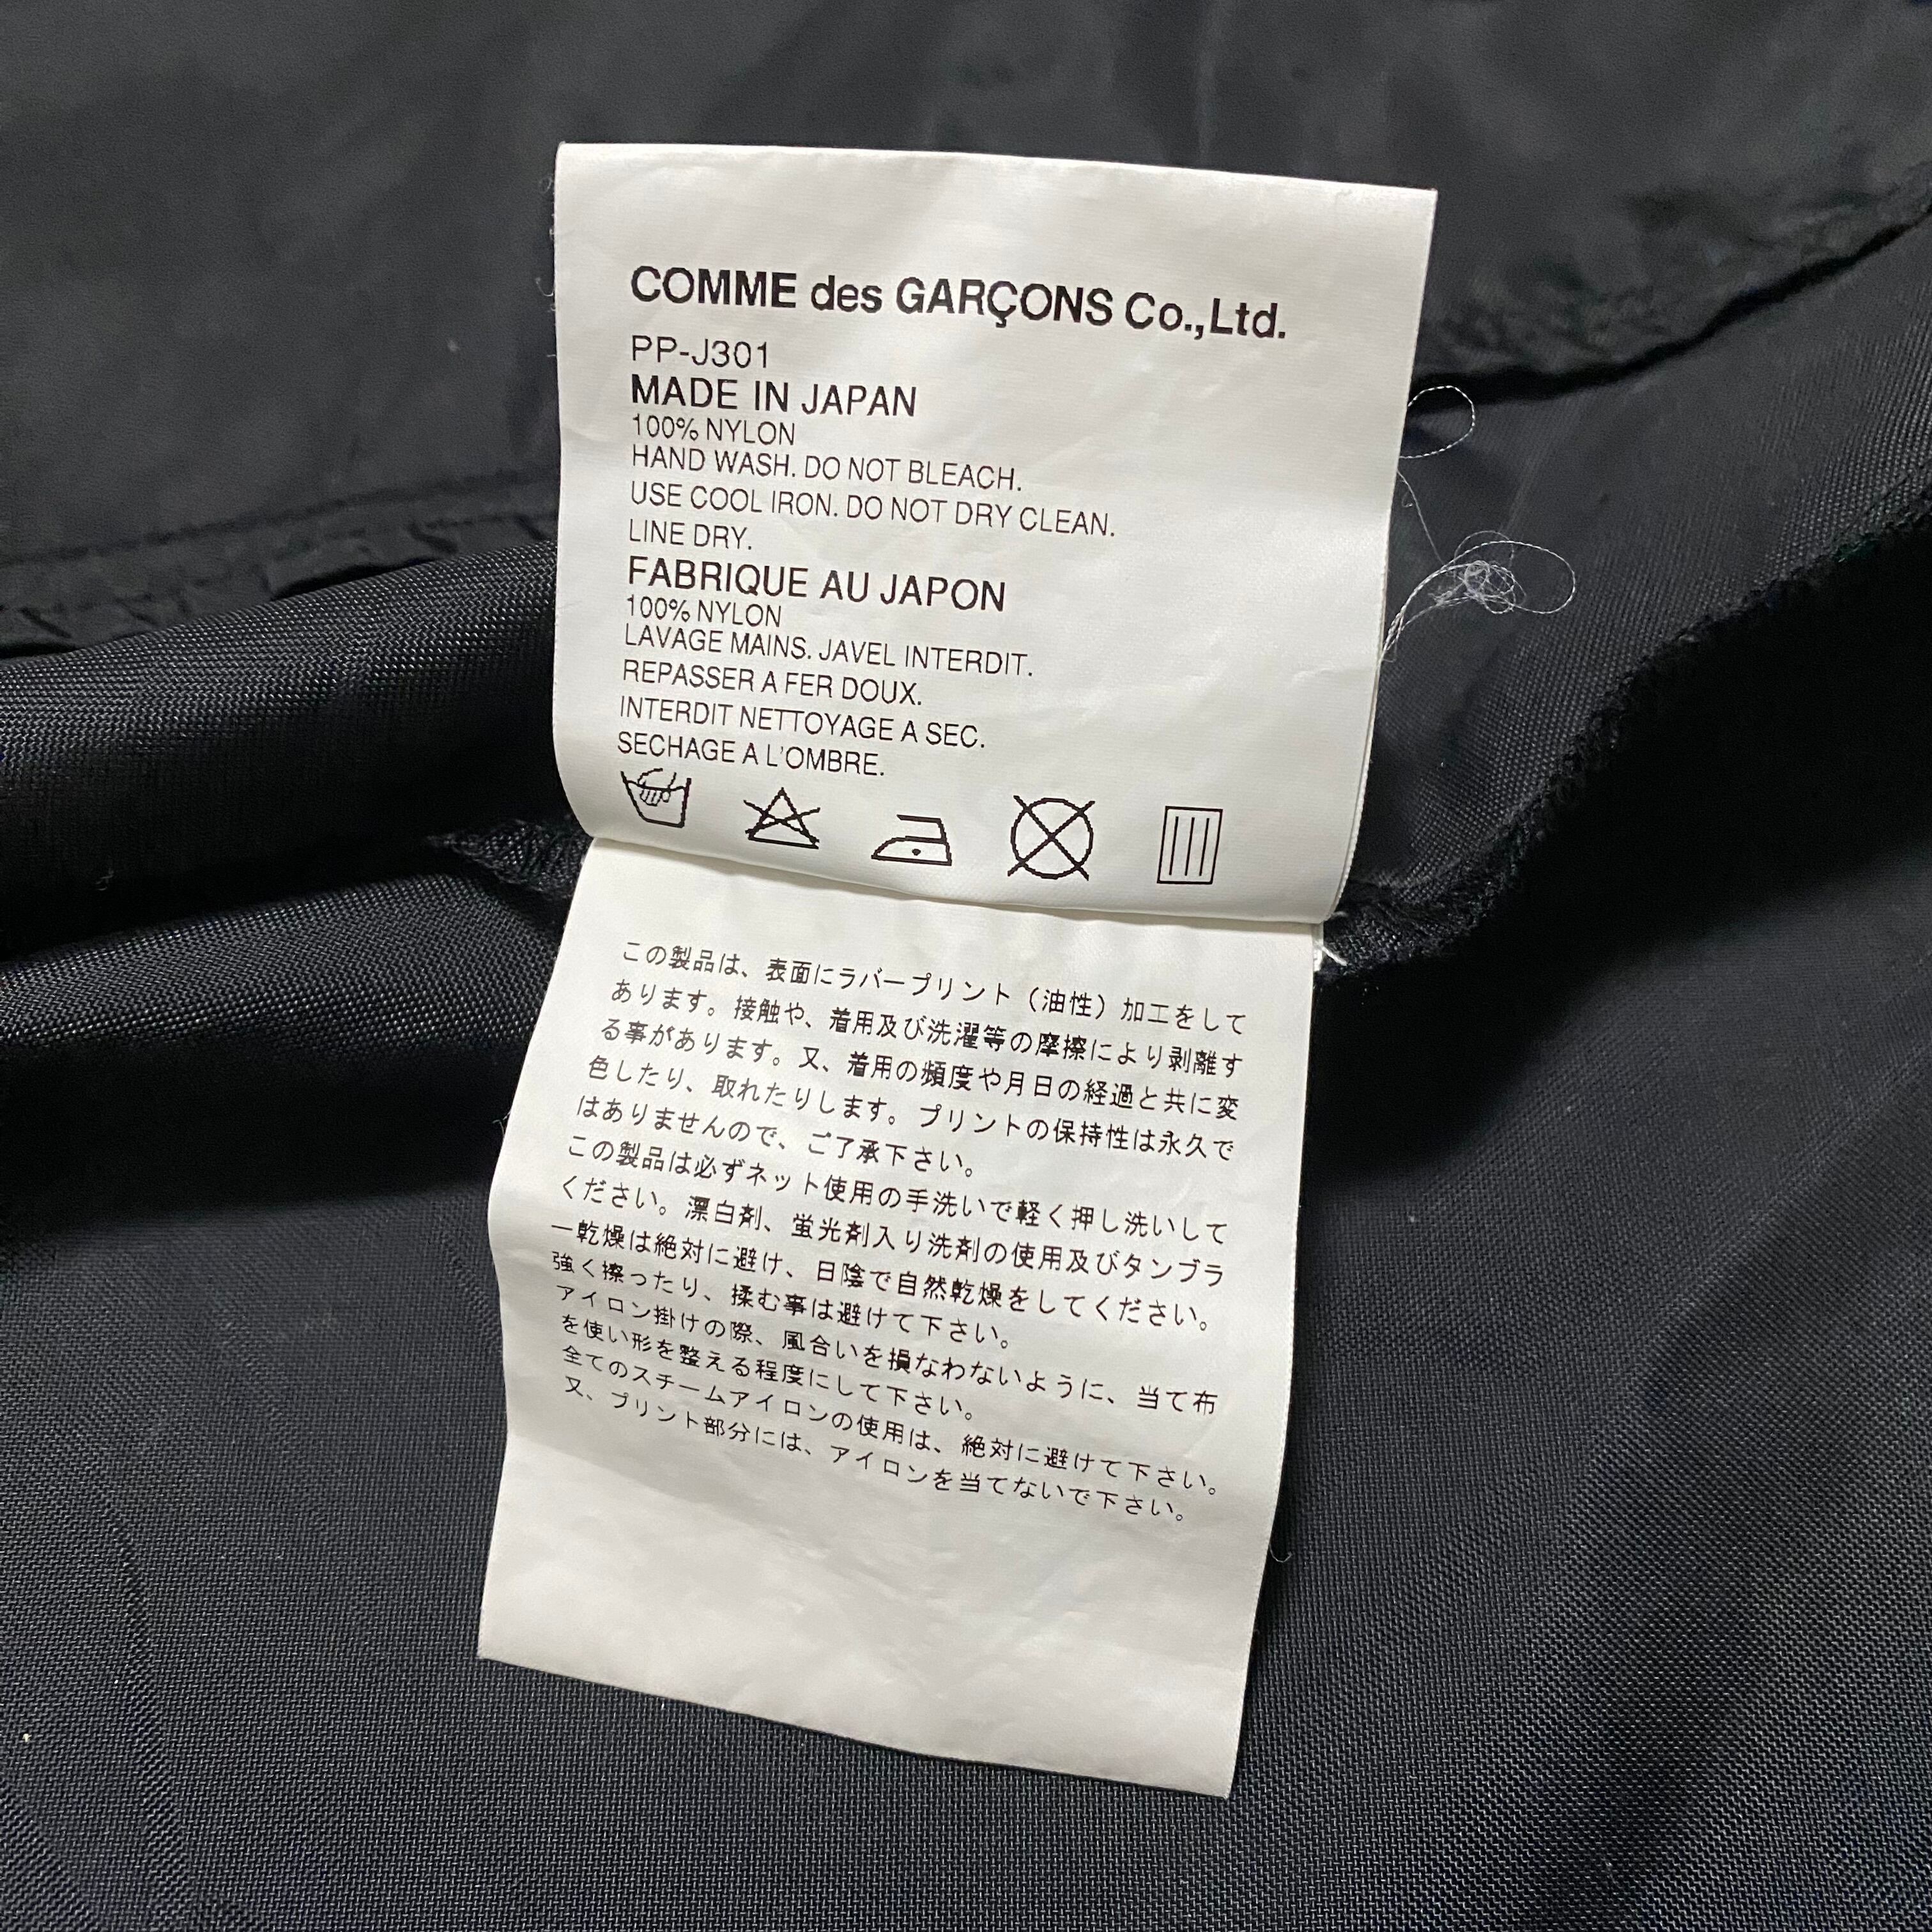 COMME des GARÇONS Co.,Ltd.
PP-J301
MADE IN JAPAN
100% NYLON
HAND WASH. DO NOT BLEACH.
USE COOL IRON. DO NOT DRY CLEAN.
LINE DRY.
FABRIQUE AU JAPON
100% NYLON
LAVAGE MAINS. JAVEL INTERDIT.
REPASSER A FER DOUX.
INTERDIT NETTOYAGE A SEC.
SECHAGE A L'OMBRE.
この製品は、表面にラバープリント（油性）加工をして
あります。接触や、着用及び洗濯等の摩擦により剥離す
る事があります。又、着用の頻度や月日の経過と共に変
色したり、取れたりします。プリントの保持性は永久で
はありませんので、ご了承下さい。
この製品は必ずネット使用の手洗いで軽く押し洗いして
ください。漂白剤、蛍光剤入り洗剤の使用及びタンブラ
ー乾燥は絶対に避け、日陰で自然乾燥をしてください。
強く擦ったり、揉む事は避けて下さい。
アイロン掛けの際、風合いを損なわないように、当て布
を使い形を整える程度にして下さい。
全てのスチームアイロンの使用は、絶対に避けて下さい。
又、プリント部分には、アイロンを当てないで下さい。